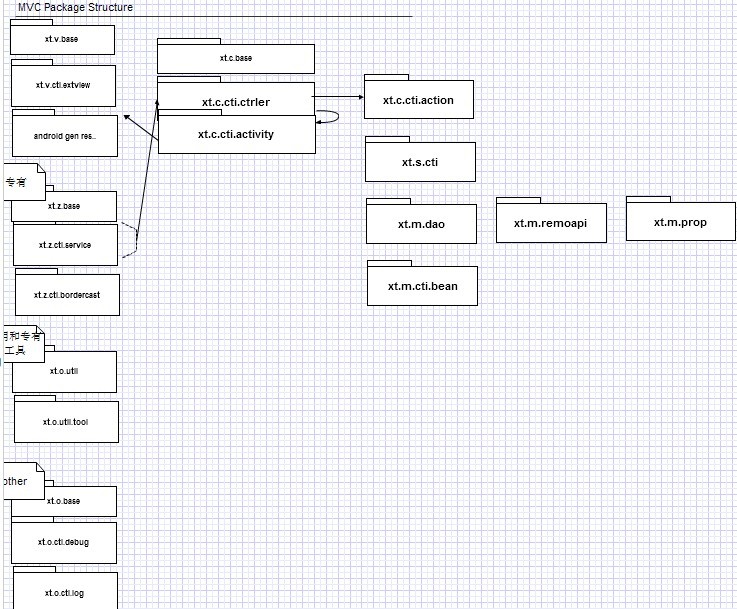 MVC Package Structure
xt.v.base
xt.c.base
xt.v.cti.extview
xt.c.cti.ctrler
xt.c.cti.action
android gen res..
xt.c.cti.activity
xt.s.cti
专有
xt.z.base
xt.m.dao
xt.m.remoapi
xt.m.prop
xt.z.cti.service
xt.m.cti.bean
xt.z.cti.bordercast
和专有
工具
xt.o.util
xt.o.util.tool
other
xt.o.base
xt.o.cti.debug
xt.o.cti.log